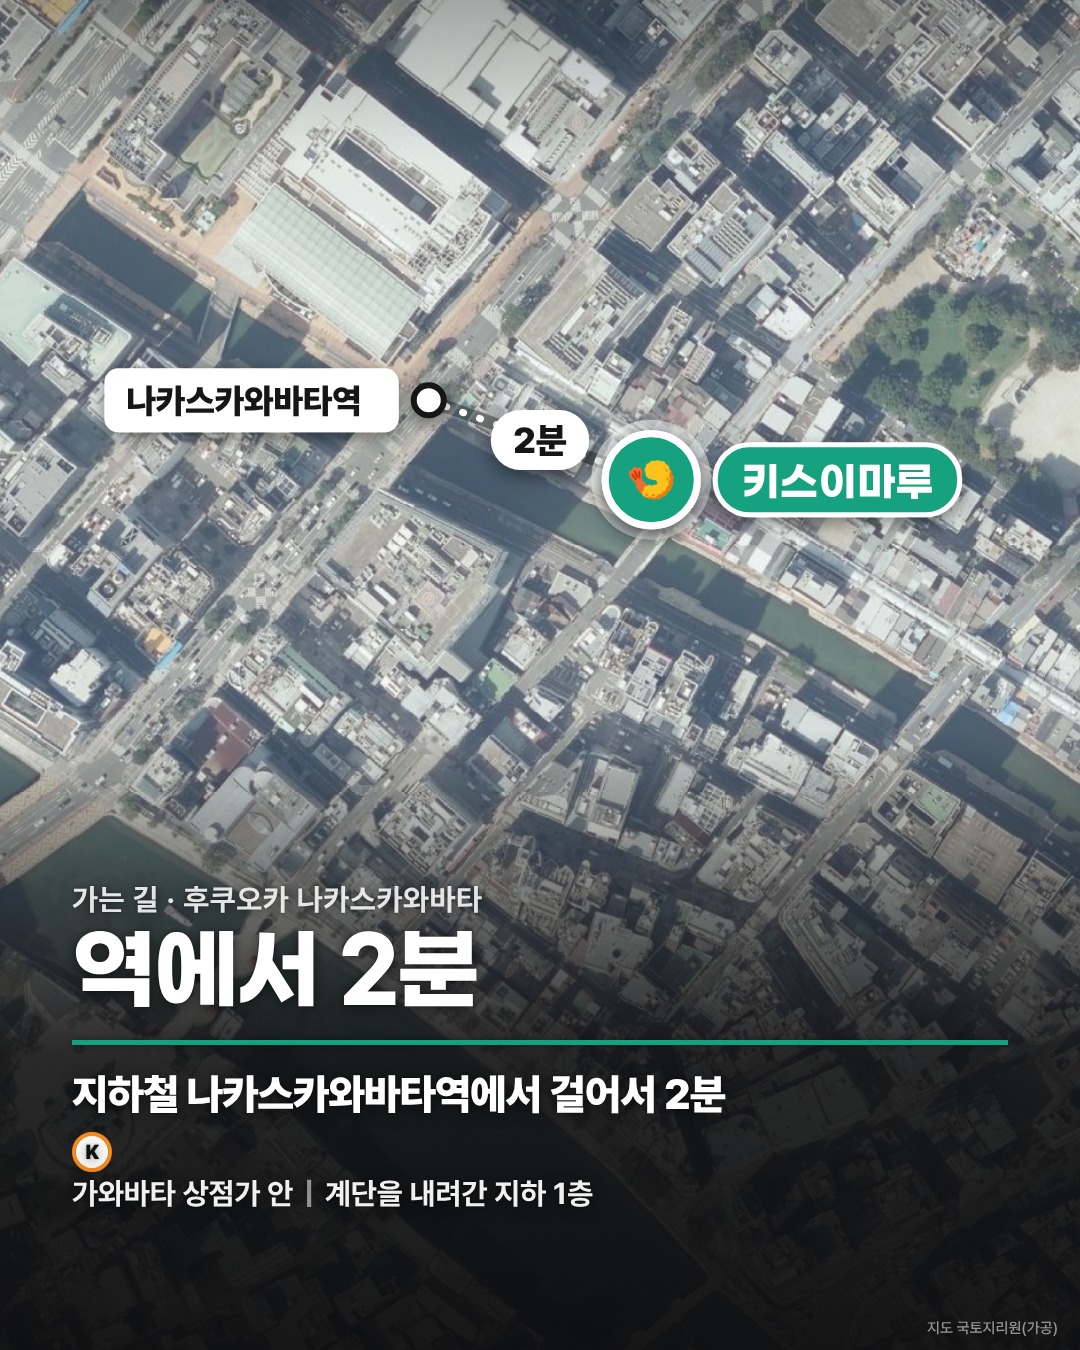 나카스카와바타역
2분
키스이마루
가는 길 · 후쿠오카 나카스카와바타
역에서 2분
지하철 나카스카와바타역에서 걸어서 2분
K
가와바타 상점가 안 | 계단을 내려간 지하 1층
지도 국토지리원(가공)